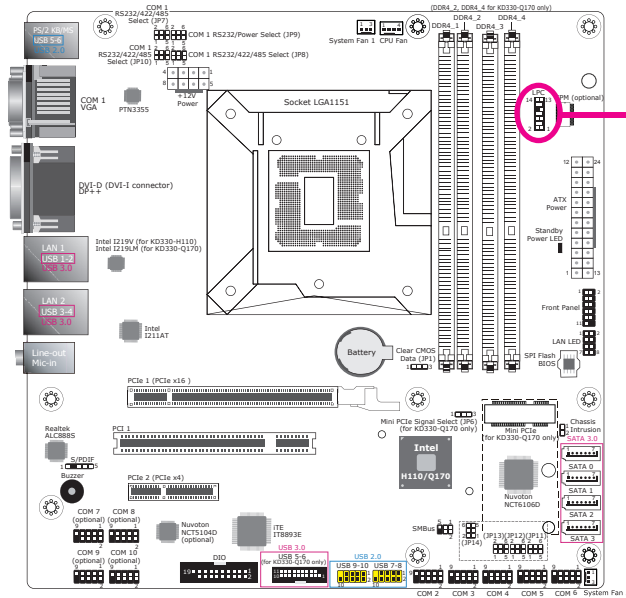 COM 1
RS232/422/485
Select (JP7)
COM 1 RS232/Power Select (JP9)
COM 1
RS232/422/485
Select (JP10)
COM 1 RS232/422/485 Select (JP8)
+12V
Power
System Fan 1
CPU Fan
(DDR4_2, DDR4_4 for KD330-Q170 only)
DDR4_2
DDR4_4
DDR4_1
DDR4_3
PS/2 KB/MS
USB 5-6
USB 2.0
COM 1
VGA
PTN3355
Socket LGA1151
LPC
14
13
2
1
PM (optional)
DVI-D (DVI-I connector)
DP++
12
24
ATX
Power
Standby
Power LED
1
13
LAN 1
USB 1-2
USB 3.0
Intel I219V (for KD330-H110)
Intel I219LM (for KD330-Q170)
LAN 2
USB 3-4
USB 3.0
Intel
I211AT
Front Panel
LAN LED
SPI Flash
BIOS
Line-out
Mic-in
Battery
Clear CMOS
Data (JP1)
PCIe 1 (PCIe x16 )
Mini PCIe Signal Select (JP6)
(for KD330-Q170 only)
Mini PCIe
(for KD330-Q170 only)
Chassis
Intrusion
SATA 3.0
SATA 0
SATA 1
SATA 2
SATA 3
Realtek
ALC888S
S/PDIF
Buzzer
PCI 1
Intel
H110/Q170
PCIe 2 (PCIe x4)
Nuvoton
NCT6106D
COM 7
(optional)
COM 8
(optional)
COM 9
(optional)
COM 10
(optional)
Nuvoton
NCT5104D
(optional)
iTE
IT8893E
SMBus
(JP14)
(JP13)(JP12)(JP11)
DIO
USB 3.0
USB 5-6
(for KD330-Q170 only)
USB 2.0
USB 9-10
USB 7-8
COM 2
COM 3
COM 4
COM 5
COM 6
System Fan